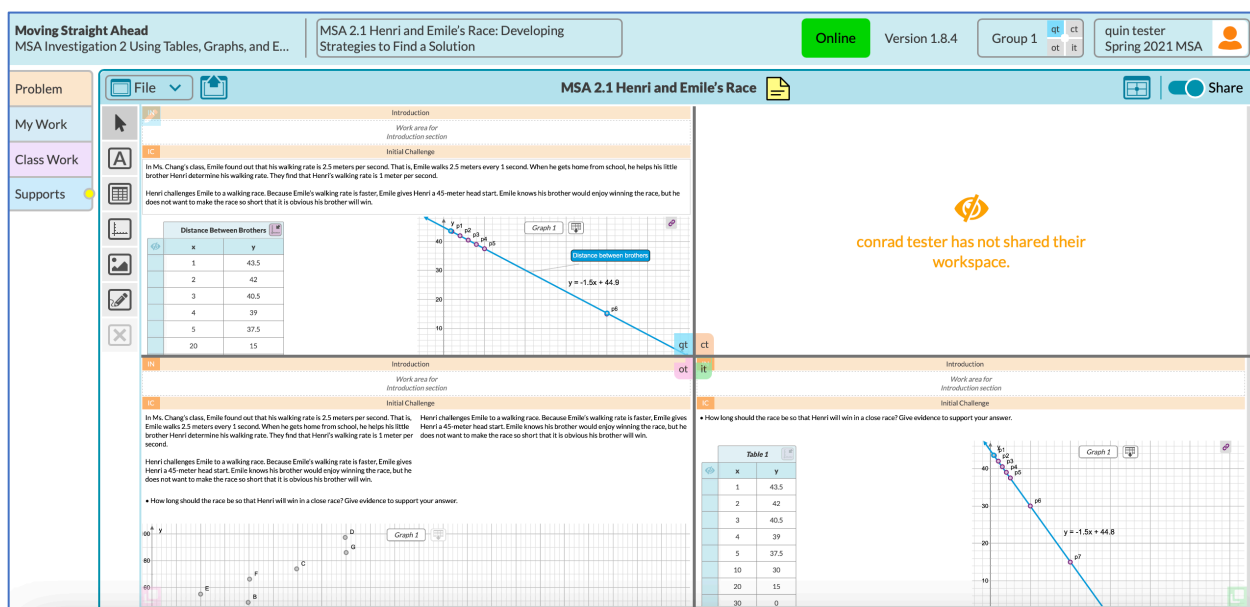 Moving Straight Ahead
MSA Investigation 2 Using Tables, Graphs, and E...
MSA 2.1 Henri and Emile's Race: Developing
Strategies to Find a Solution
Online
Version 1.8.4
Group 1
qt ct
ot it
quin tester
Spring 2021 MSA
Problem
My Work
Class Work
Supports
File
MSA 2.1 Henri and Emile's Race
Share
Introduction
Work area for
Introduction section
IC
Initial Challenge
In Ms. Chang's class, Emile found out that his walking rate is 2.5 meters per second. That is, Emile walks 2.5 meters every 1 second. When he gets home from school, he helps his little
brother Henri determine his walking rate. They find that Henri's walking rate is 1 meter per second.
Henri challenges Emile to a walking race. Because Emile's walking rate is faster, Emile gives Henri a 45-meter head start. Emile knows his brother would enjoy winning the race, but he
does not want to make the race so short that it is obvious his brother will win.
Distance Between Brothers
x y
1 43.5
2 42
3 40.5
4 39
5 37.5
20 15
y
p1
p2
p3
p4
p5
p6
40
30
20
10
Graph 1
Distance between brothers
y = -1.5x + 44.9
qt
conrad tester has not shared their
workspace.
ct
IN
Introduction
Work area for
Introduction section
ot
IC
Initial Challenge
In Ms. Chang's class, Emile found out that his walking rate is 2.5 meters per second. That is,
Emile walks 2.5 meters every 1 second. When he gets home from school, he helps his little
brother Henri determine his walking rate. They find that Henri's walking rate is 1 meter per
second.
Henri challenges Emile to a walking race. Because Emile's walking rate is faster, Emile gives
Henri a 45-meter head start. Emile knows his brother would enjoy winning the race, but he
does not want to make the race so short that it is obvious his brother will win.
Henri challenges Emile to a walking race. Because Emile's walking rate is faster, Emile gives
Henri a 45-meter head start. Emile knows his brother would enjoy winning the race, but he
does not want to make the race so short that it is obvious his brother will win.
• How long should the race be so that Henri will win in a close race? Give evidence to support your answer.
y
80
60
Graph 1
D
G
C
F
E
B
it
Introduction
Work area for
Introduction section
IC
Initial Challenge
• How long should the race be so that Henri will win in a close race? Give evidence to support your answer.
Table 1
x y
1 43.5
2 42
3 40.5
4 39
5 37.5
10 30
20 15
30 0
p1
p3
p4
p5
p6
p7
40
30
20
10
Graph 1
y = -1.5x + 44.8